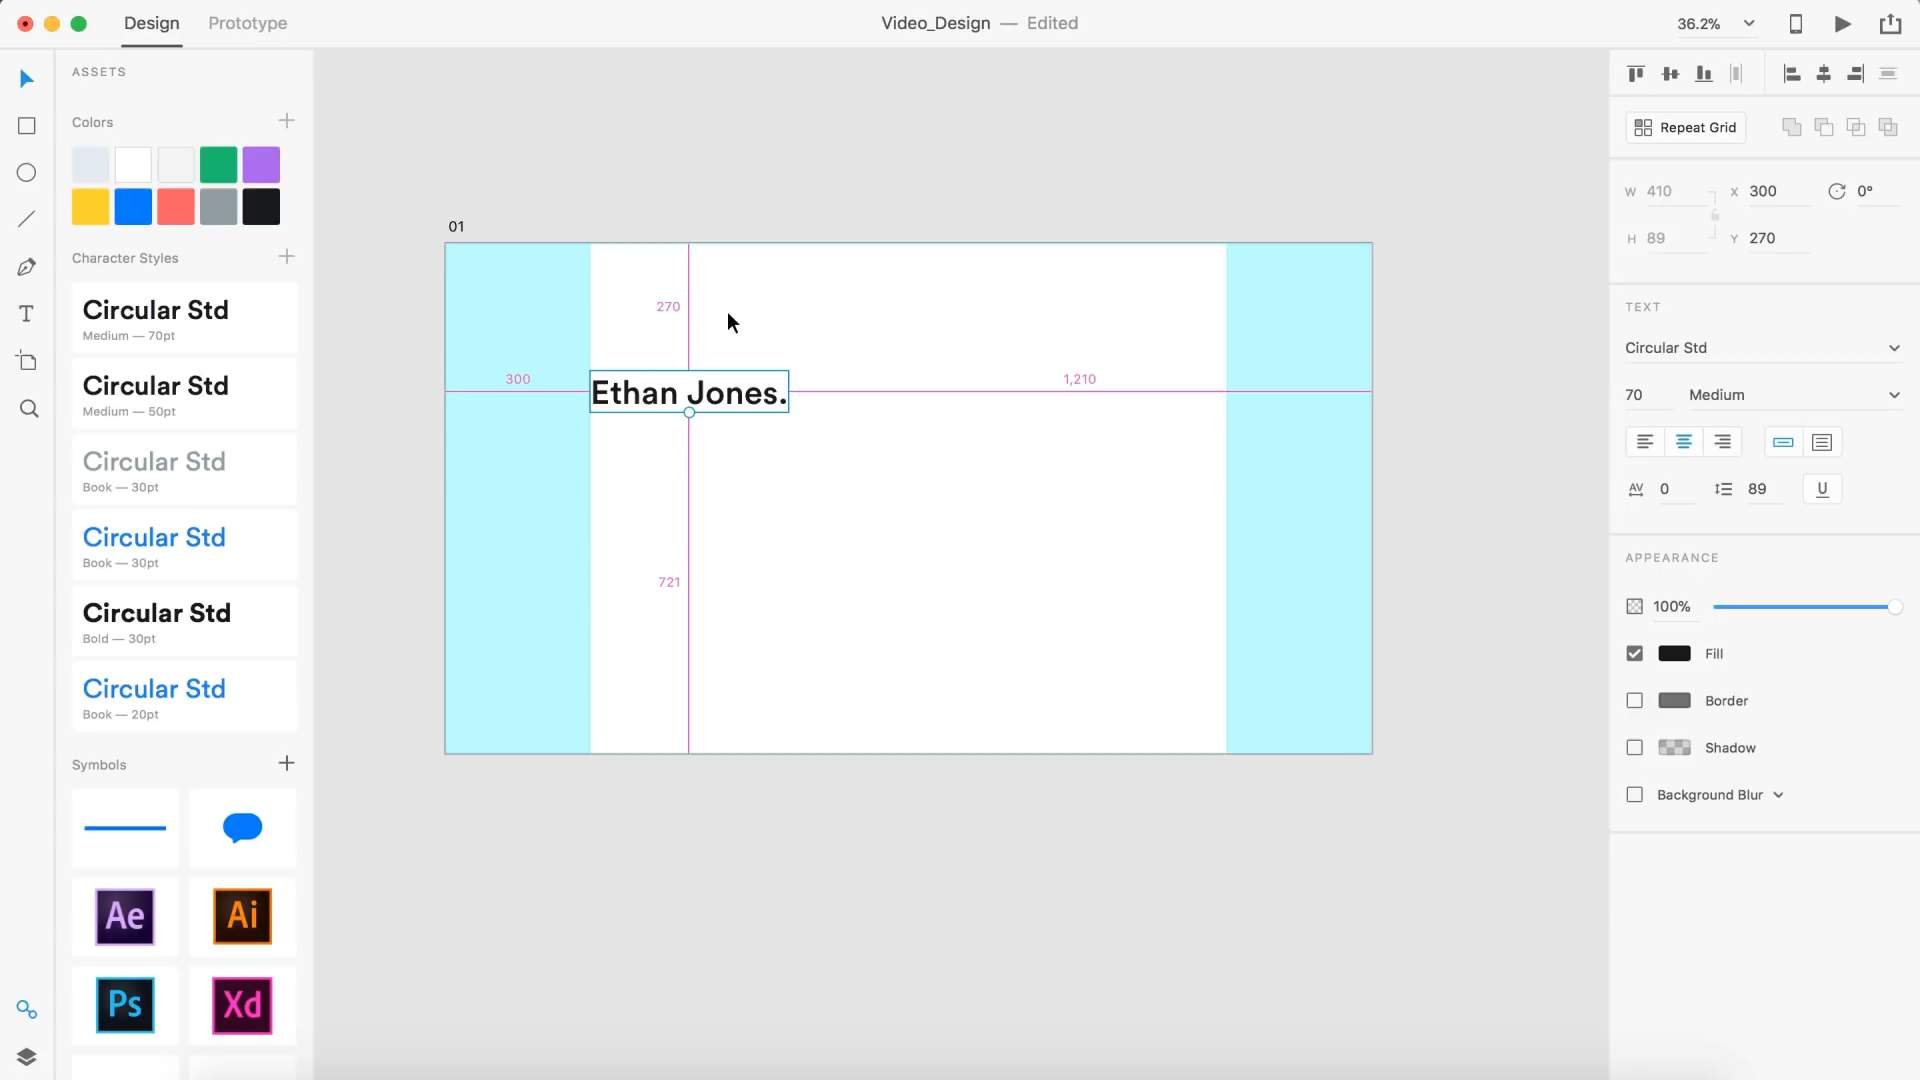 Design Prototype Video_Design — Edited 36.2%
ASSETS
Colors
Character Styles
Circular Std
Medium — 70pt
Circular Std
Medium — 50pt
Circular Std
Book — 30pt
Circular Std
Book — 30pt
Circular Std
Bold — 30pt
Circular Std
Book — 20pt
Symbols
Ae Ai
Ps Xd
T
01
270
300
1,210
Ethan Jones.
721
Repeat Grid
W 410 X 300 0°
H 89 Y 270
TEXT
Circular Std
70 Medium
AV 0 89 U
APPEARANCE
100%
Fill
Border
Shadow
Background Blur